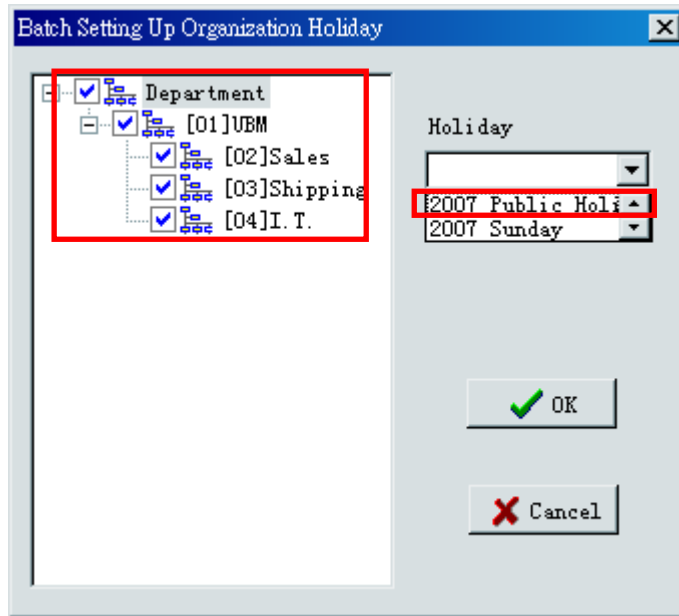 Batch Setting Up Organization Holiday
Department
[01]UBM
[02]Sales
[03]Shipping
[04]I.T.
Holiday
2007 Public Holi
2007 Sunday
OK
Cancel